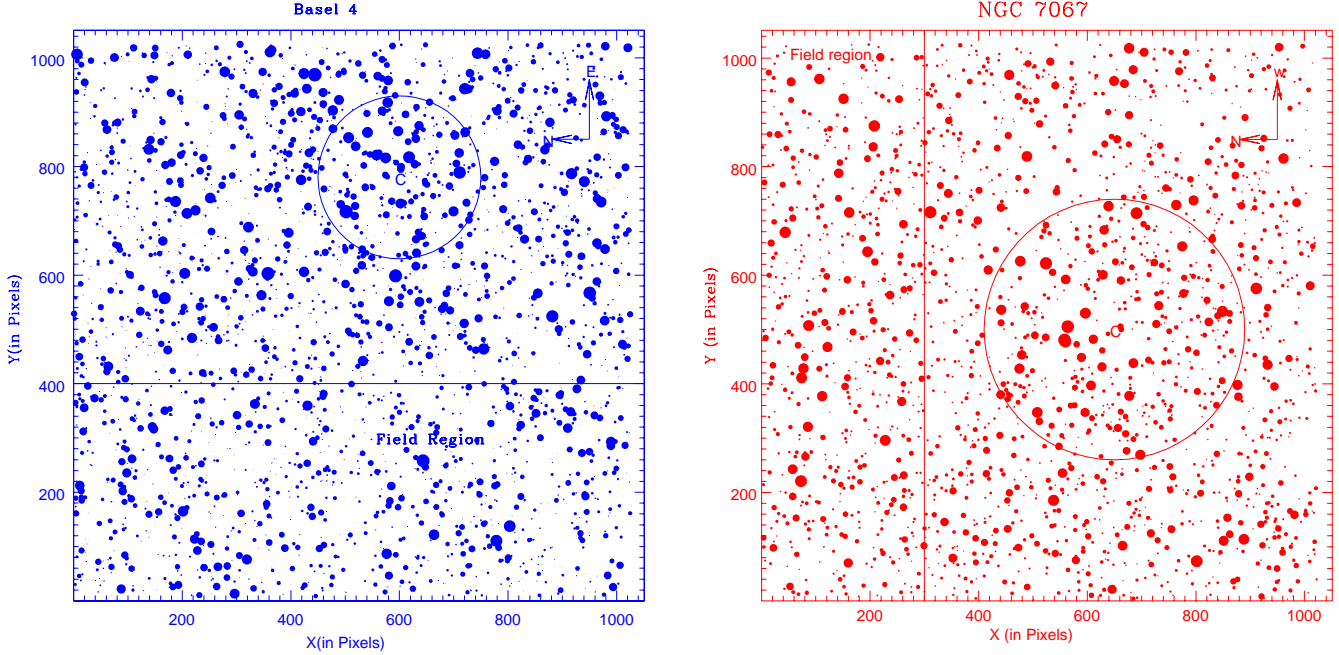 Basel 4
1000
800
600
400
200
200
400
600
800
1000
X(in Pixels)
Y(in Pixels)
E
N
C
Field Region
NGC 7067
1000
800
600
400
200
200
400
600
800
1000
X (in Pixels)
Y (in Pixels)
Field region
W
N
C